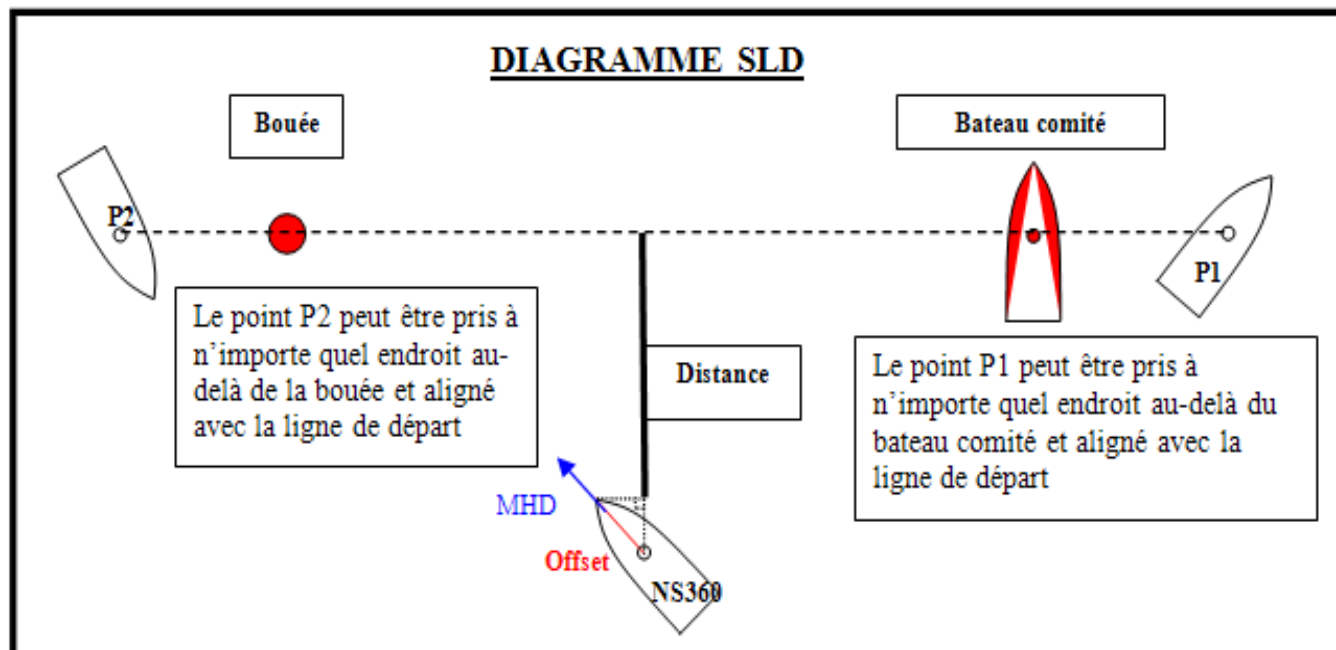 DIAGRAMME SLD
Bouée
Bateau comité
P2
P1
Le point P2 peut être pris à
n’importe quel endroit au-
delà de la bouée et aligné
avec la ligne de départ
Distance
Le point P1 peut être pris à
n’importe quel endroit au-delà du
bateau comité et aligné avec la
ligne de départ
MHD
Offset
NS360